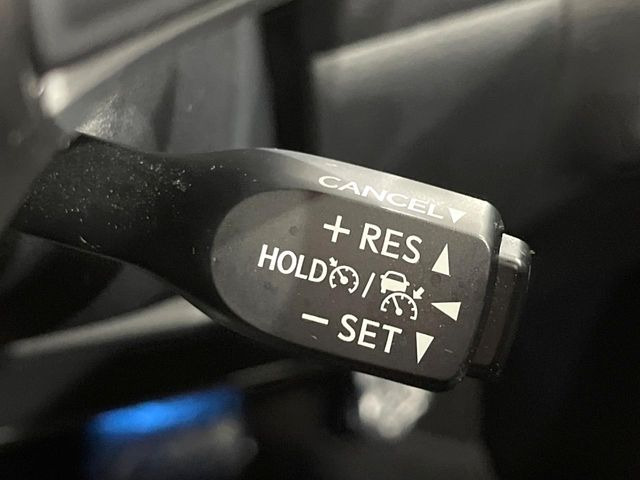 CANCEL▼
+ RES ▲
HOLD / ◀
− SET ▼